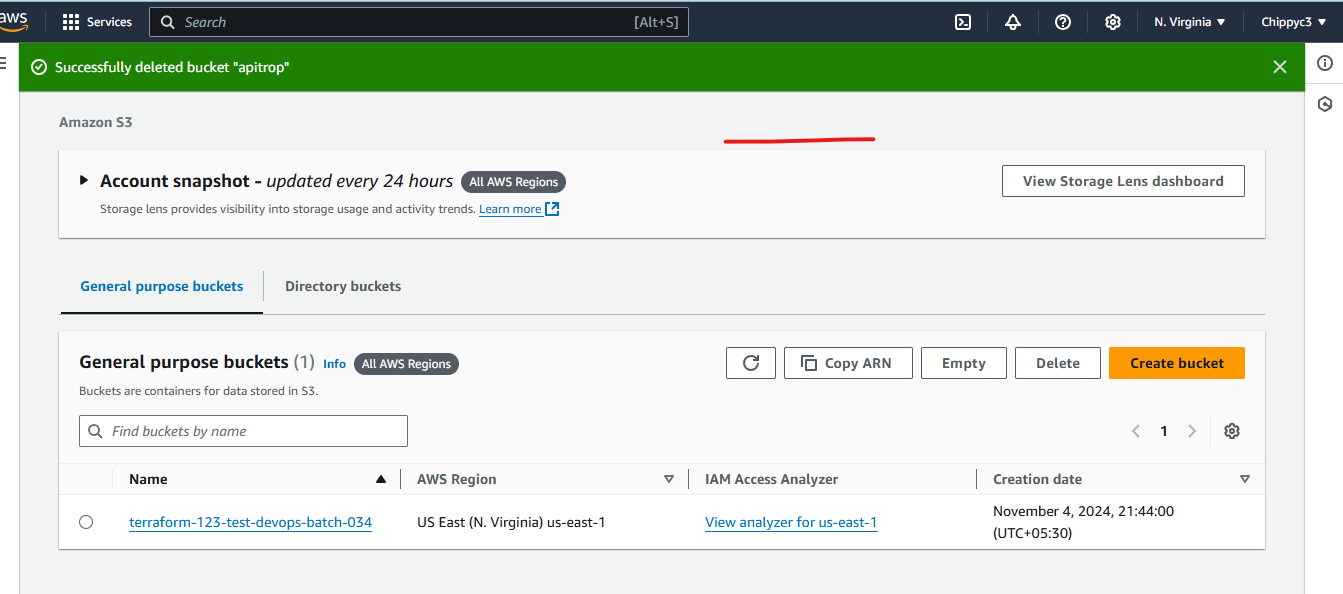 aws Services Search [Alt+S] N. Virginia Chippyc3
Successfully deleted bucket "apitrop"
Amazon S3
Account snapshot - updated every 24 hours All AWS Regions View Storage Lens dashboard
Storage lens provides visibility into storage usage and activity trends. Learn more
General purpose buckets Directory buckets
General purpose buckets (1) Info All AWS Regions Copy ARN Empty Delete Create bucket
Buckets are containers for data stored in S3.
Find buckets by name 1
Name AWS Region IAM Access Analyzer Creation date
terraform-123-test-devops-batch-034 US East (N. Virginia) us-east-1 View analyzer for us-east-1 November 4, 2024, 21:44:00
(UTC+05:30)